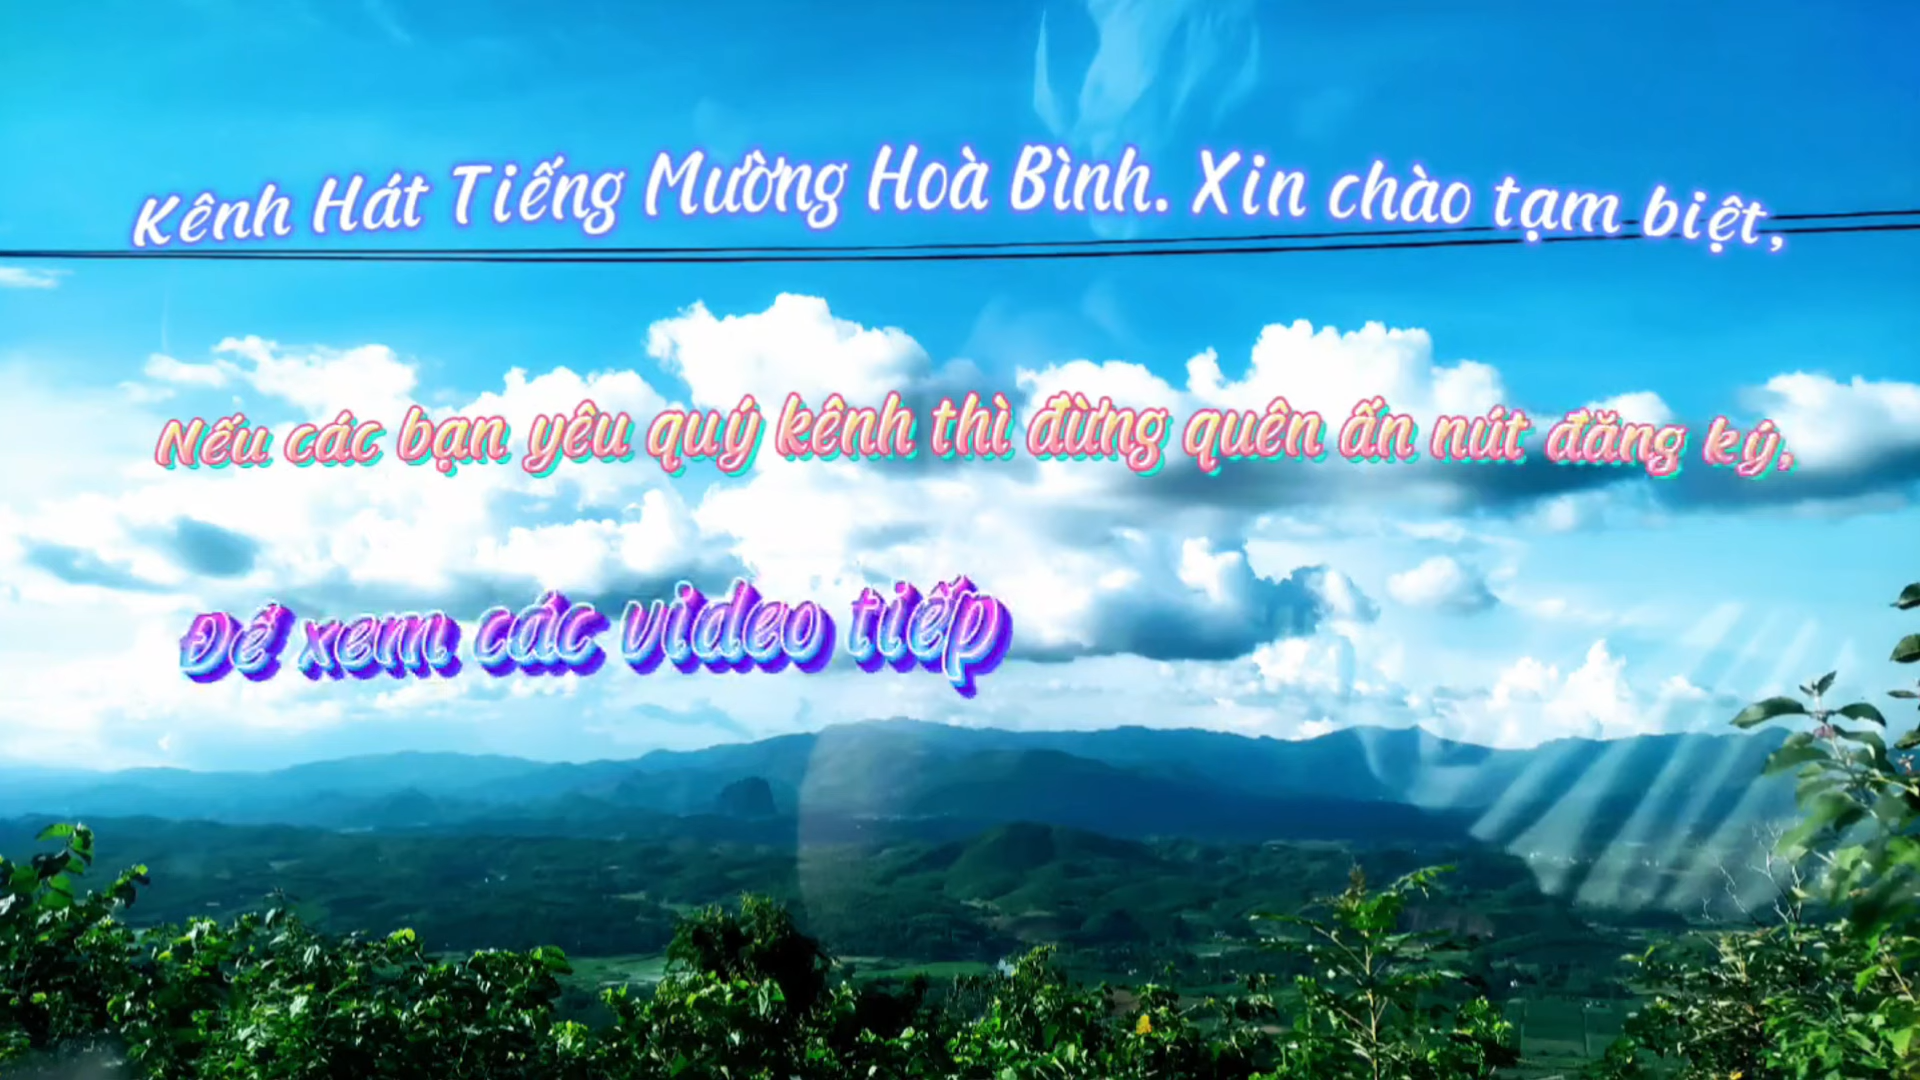 Kênh Hát Tiếng Mường Hoà Bình. Xin chào tạm biệt,
Nếu các bạn yêu quý kênh thì đừng quên ấn nút đăng ký,
Để xem các video tiếp